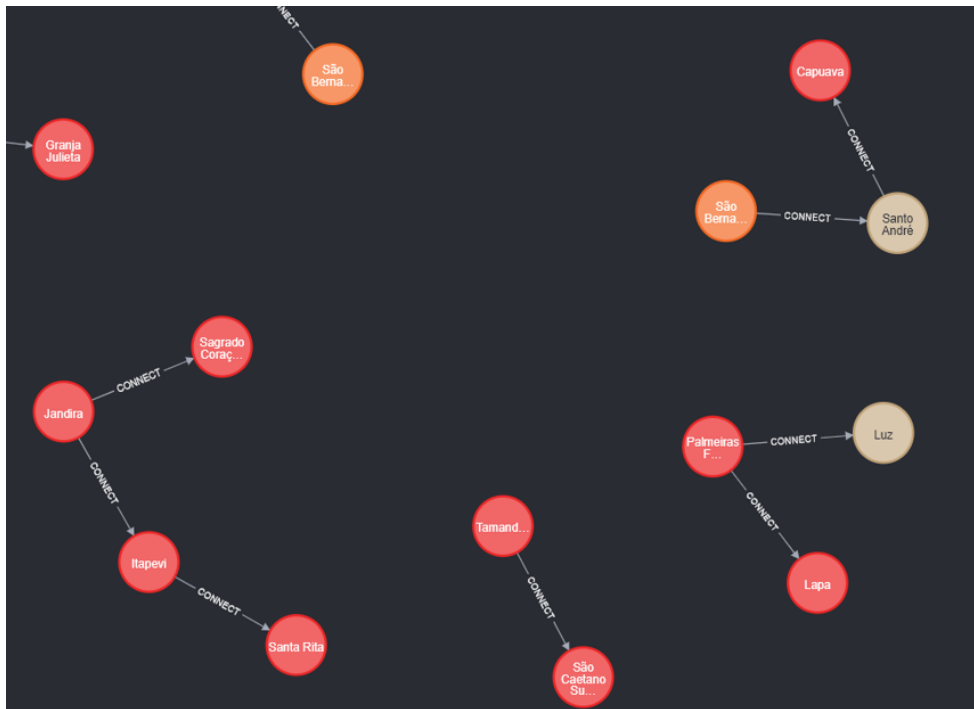 CONNECT
São
Berna...
Capuava
Granja
Julieta
CONNECT
São
Berna...
CONNECT
Santo
André
Sagrado
Coraç...
CONNECT
Jandira
Palmeiras
F...
CONNECT
Luz
CONNECT
CONNECT
Tamand...
Itapevi
CONNECT
Lapa
CONNECT
Santa Rita
São
Caetano
Su...